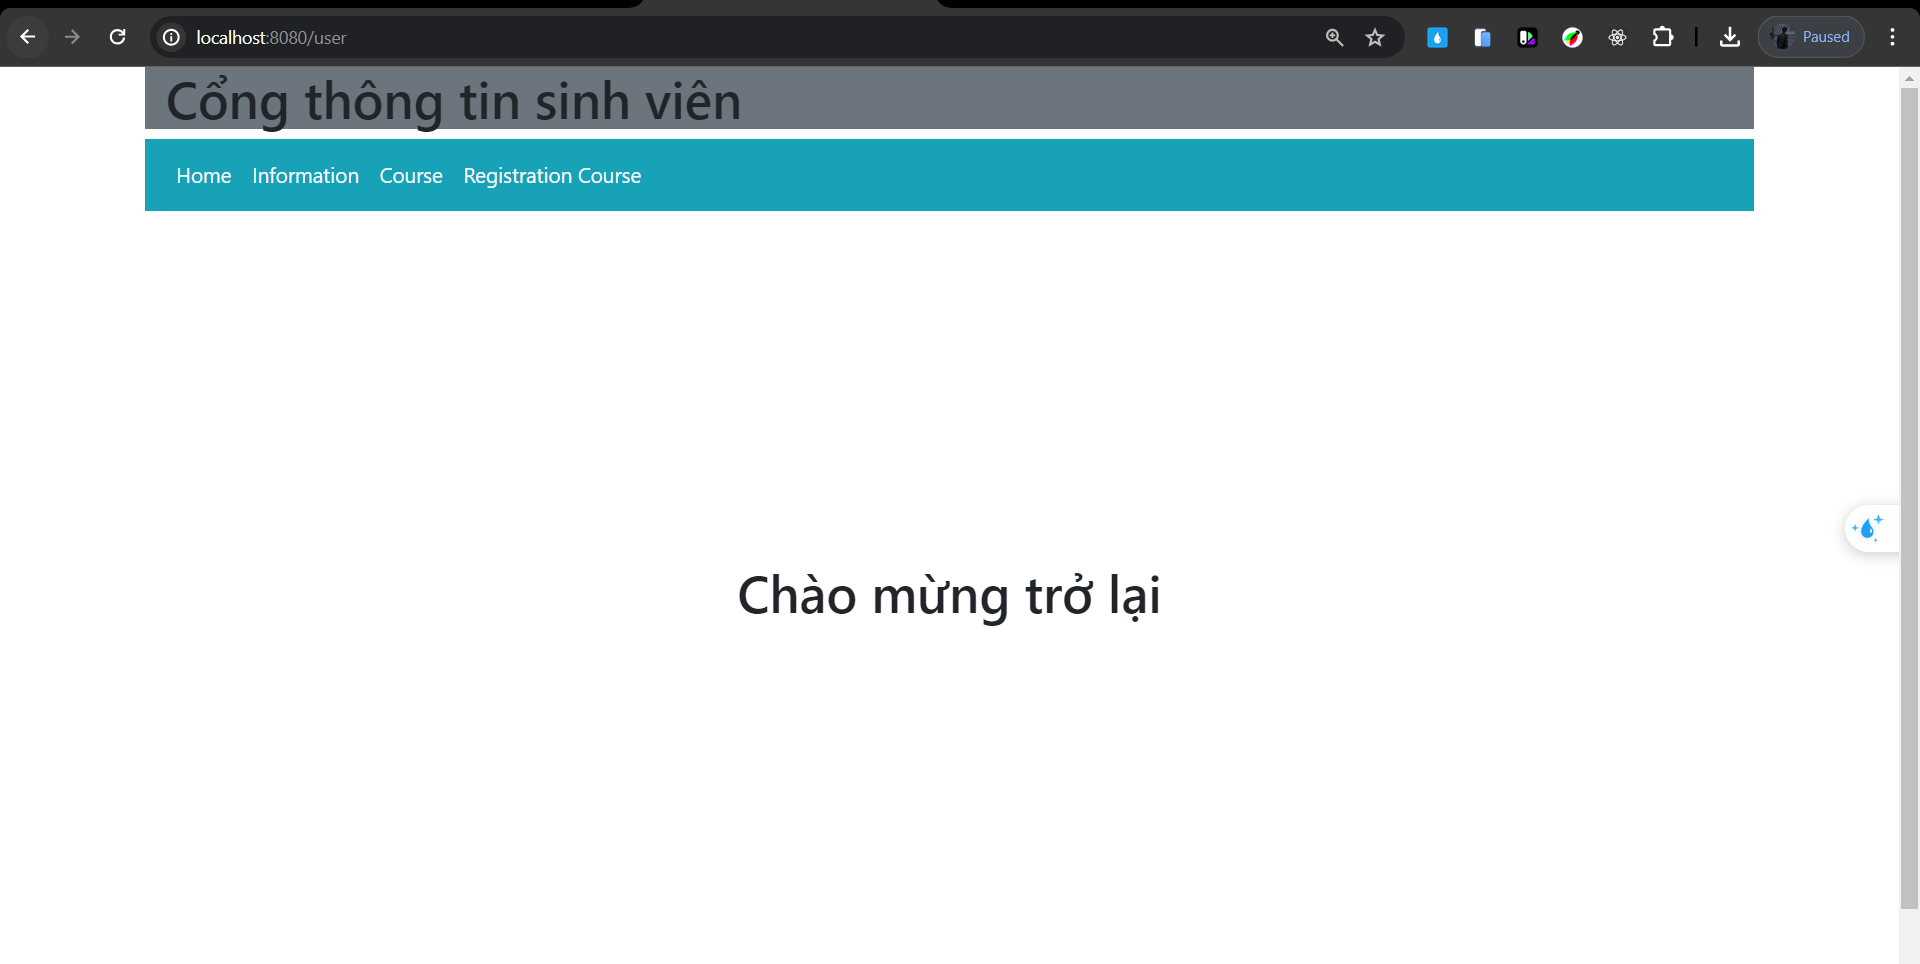 localhost:8080/user
Paused
Cổng thông tin sinh viên
Home Information Course Registration Course
Chào mừng trở lại